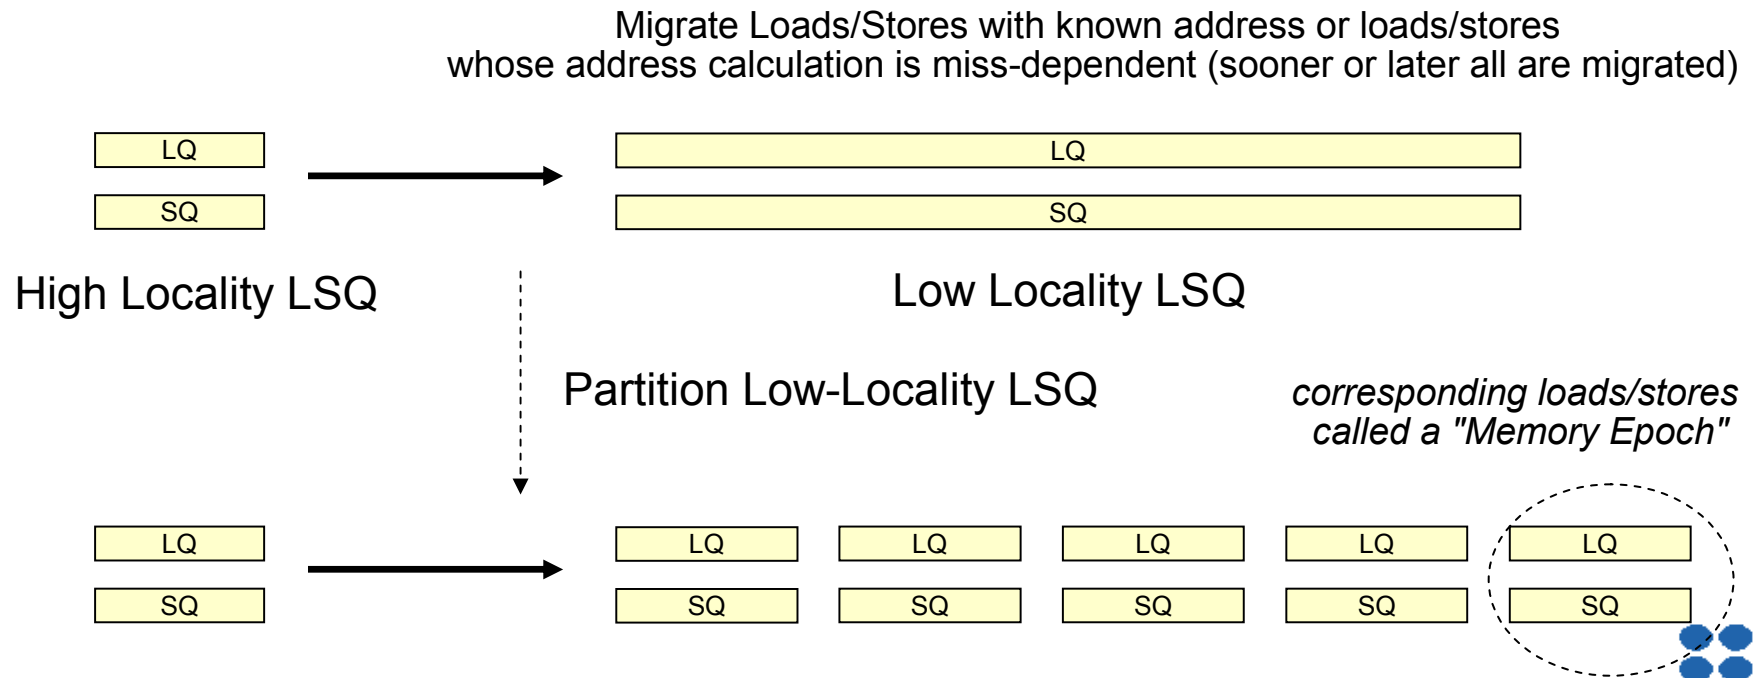 Migrate Loads/Stores with known address or loads/stores
whose address calculation is miss-dependent (sooner or later all are migrated)
LQ
LQ
SQ
SQ
High Locality LSQ
Low Locality LSQ
Partition Low-Locality LSQ
corresponding loads/stores
called a "Memory Epoch"
LQ
LQ
LQ
LQ
LQ
LQ
SQ
SQ
SQ
SQ
SQ
SQ